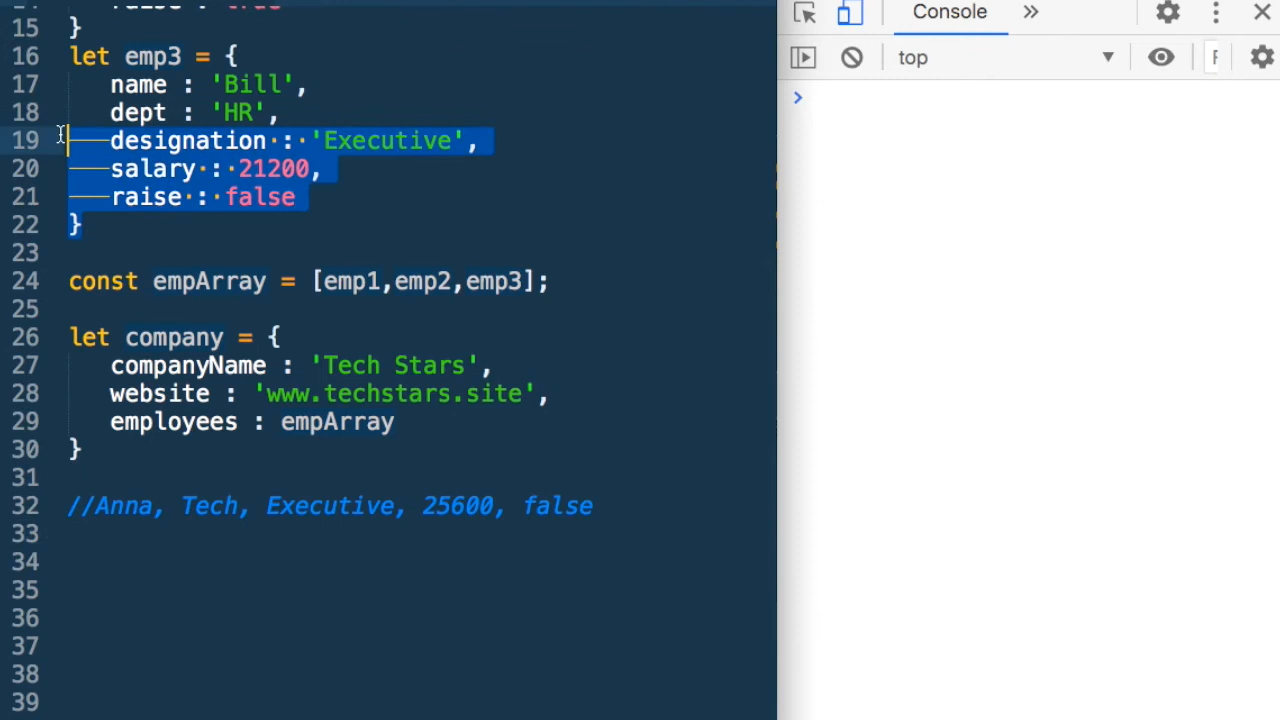 Console »
top ▼
15 }
16 let emp3 = {
17 name : 'Bill',
18 dept : 'HR',
19 designation : 'Executive',
20 salary : 21200,
21 raise : false
22 }
23
24 const empArray = [emp1,emp2,emp3];
25
26 let company = {
27 companyName : 'Tech Stars',
28 website : 'www.techstars.site',
29 employees : empArray
30 }
31
32 //Anna, Tech, Executive, 25600, false
33
34
35
36
37
38
39